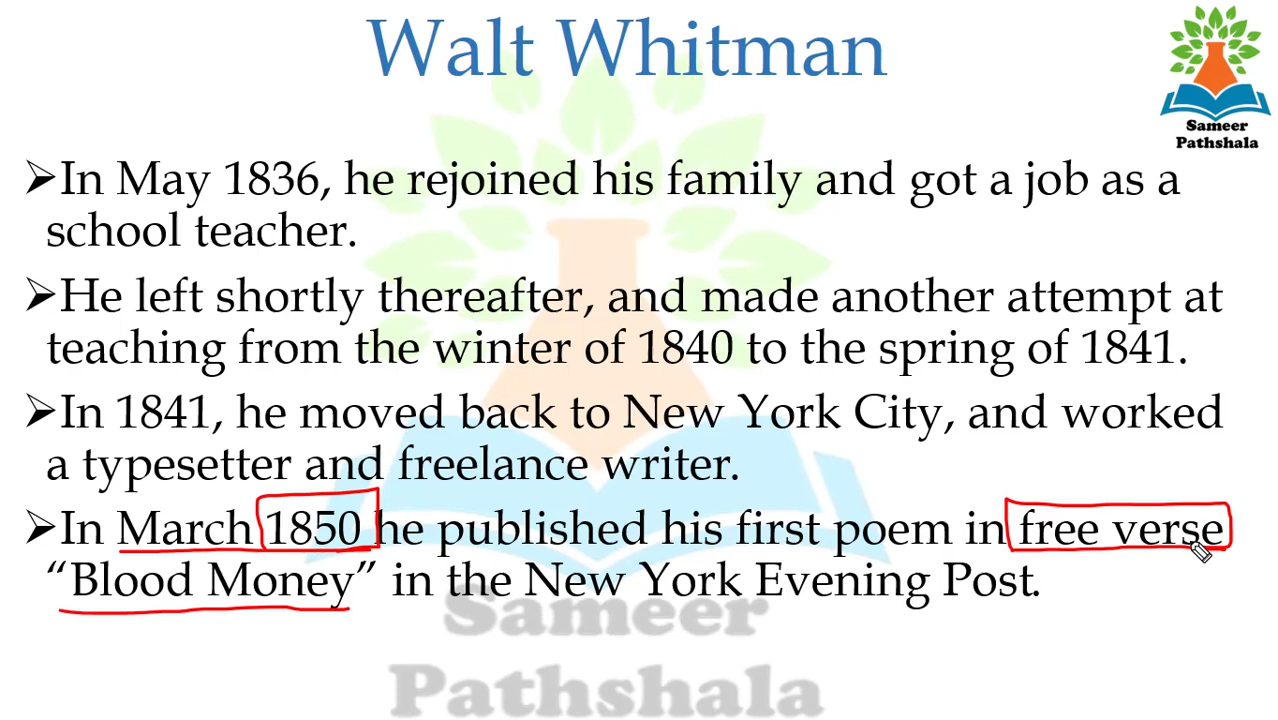 Walt Whitman
Sameer
Pathshala
➢In May 1836, he rejoined his family and got a job as a
school teacher.
➢He left shortly thereafter, and made another attempt at
teaching from the winter of 1840 to the spring of 1841.
➢In 1841, he moved back to New York City, and worked
a typesetter and freelance writer.
➢In March 1850 he published his first poem in free verse
“Blood Money” in the New York Evening Post.
Sameer
Pathshala